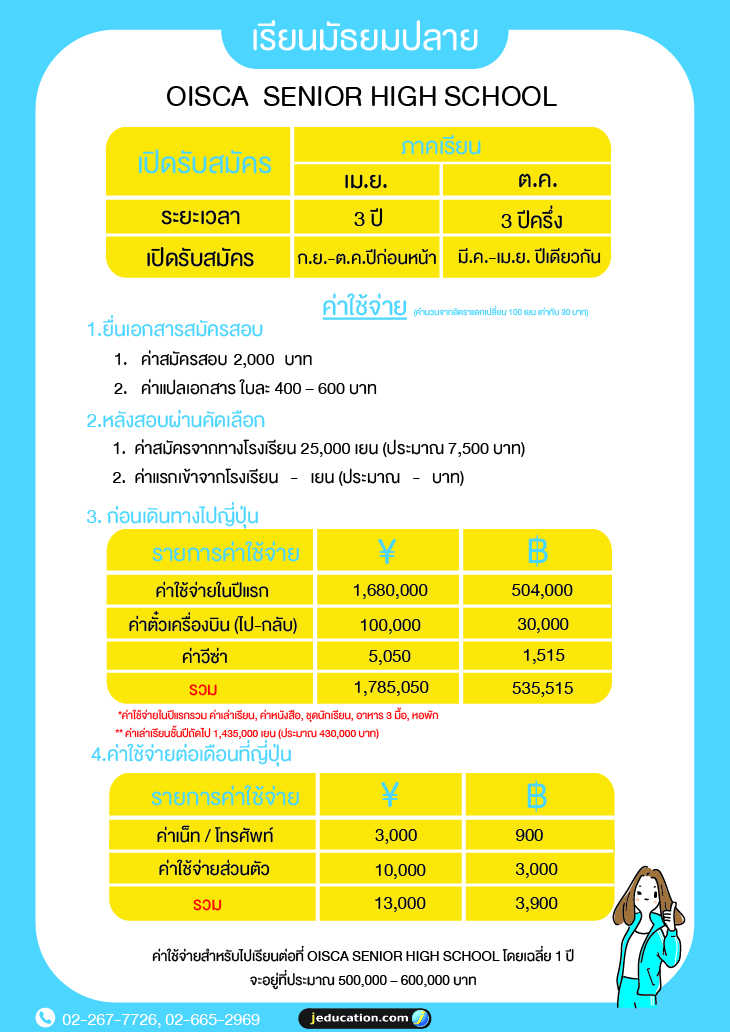 เรียนมัธยมปลาย
OISCA SENIOR HIGH SCHOOL
เปิดรับสมัคร
ภาคเรียน
เม.ย. ต.ค.
ระยะเวลา 3 ปี 3 ปีครึ่ง
เปิดรับสมัคร ก.ย.-ต.ค.ปีก่อนหน้า มี.ค.-เม.ย. ปีเดียวกัน
ค่าใช้จ่าย (คำนวนจากอัตราแลกเปลี่ยน 100 เยน เท่ากับ 30 บาท)
1.ยื่นเอกสารสมัครสอบ
1. ค่าสมัครสอบ 2,000 บาท
2. ค่าแปลเอกสาร ใบละ 400 – 600 บาท
2.หลังสอบผ่านคัดเลือก
1. ค่าสมัครจากทางโรงเรียน 25,000 เยน (ประมาณ 7,500 บาท)
2. ค่าแรกเข้าจากโรงเรียน - เยน (ประมาณ - บาท)
3. ก่อนเดินทางไปญี่ปุ่น
รายการค่าใช้จ่าย ¥ ฿
ค่าใช้จ่ายในปีแรก 1,680,000 504,000
ค่าตั๋วเครื่องบิน (ไป-กลับ) 100,000 30,000
ค่าวีซ่า 5,050 1,515
รวม 1,785,050 535,515
*ค่าใช้จ่ายในปีแรกรวม ค่าเล่าเรียน, ค่าหนังสือ, ชุดนักเรียน, อาหาร 3 มื้อ, หอพัก
** ค่าเล่าเรียนชั้นปีถัดไป 1,435,000 เยน (ประมาณ 430,000 บาท)
4.ค่าใช้จ่ายต่อเดือนที่ญี่ปุ่น
รายการค่าใช้จ่าย ¥ ฿
ค่าเน็ท / โทรศัพท์ 3,000 900
ค่าใช้จ่ายส่วนตัว 10,000 3,000
รวม 13,000 3,900
ค่าใช้จ่ายสำหรับไปเรียนต่อที่ OISCA SENIOR HIGH SCHOOL โดยเฉลี่ย 1 ปี
จะอยู่ที่ประมาณ 500,000 – 600,000 บาท
02-267-7726, 02-665-2969
jeducation.com